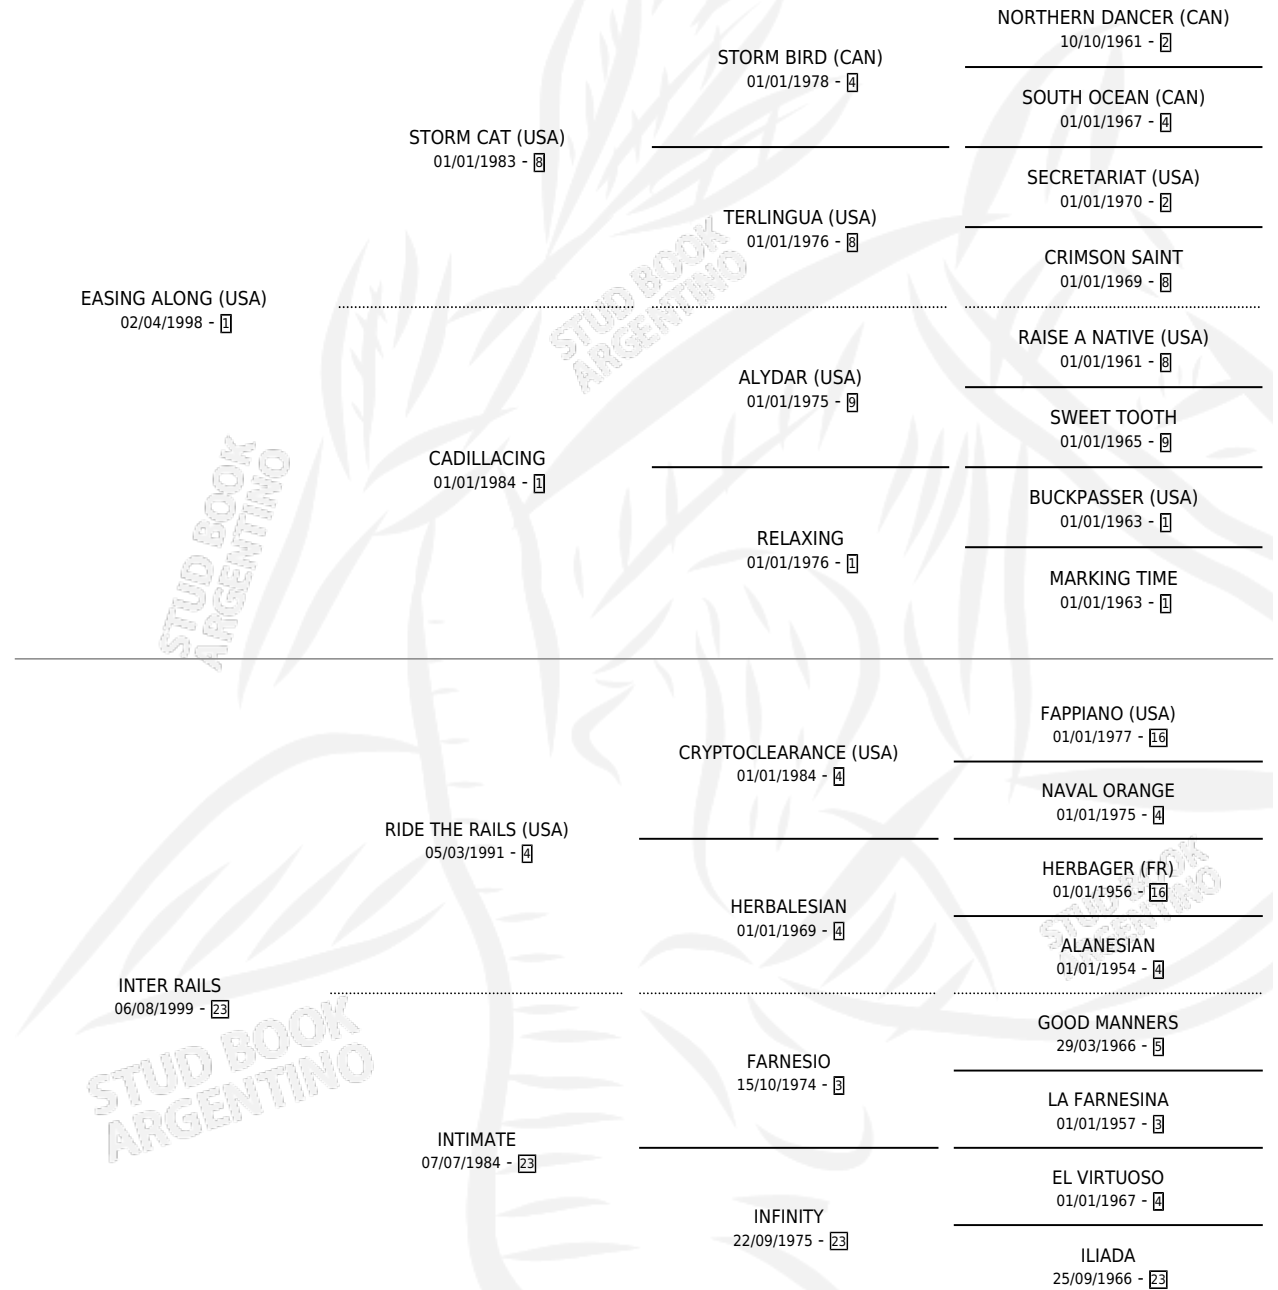 NORTHERN DANCER (CAN)
10/10/1961 - 2
STORM BIRD (CAN)
01/01/1978 - 4
SOUTH OCEAN (CAN)
01/01/1967 - 4
STORM CAT (USA)
01/01/1983 - 8
SECRETARIAT (USA)
01/01/1970 - 2
TERLINGUA (USA)
01/01/1976 - 8
CRIMSON SAINT
01/01/1969 - 8
EASING ALONG (USA)
02/04/1998 - 1
RAISE A NATIVE (USA)
01/01/1961 - 8
ALYDAR (USA)
01/01/1975 - 9
SWEET TOOTH
01/01/1965 - 9
CADILLACING
01/01/1984 - 1
BUCKPASSER (USA)
01/01/1963 - 1
RELAXING
01/01/1976 - 1
MARKING TIME
01/01/1963 - 1
FAPPIANO (USA)
01/01/1977 - 16
CRYPTOCLEARANCE (USA)
01/01/1984 - 4
NAVAL ORANGE
01/01/1975 - 4
RIDE THE RAILS (USA)
05/03/1991 - 4
HERBAGER (FR)
01/01/1956 - 16
HERBALESIAN
01/01/1969 - 4
ALANESIAN
01/01/1954 - 4
INTER RAILS
06/08/1999 - 23
GOOD MANNERS
29/03/1966 - 5
FARNESIO
15/10/1974 - 3
LA FARNESINA
01/01/1957 - 3
INTIMATE
07/07/1984 - 23
EL VIRTUOSO
01/01/1967 - 4
INFINITY
22/09/1975 - 23
ILIADA
25/09/1966 - 23
STUD BOOK
ARGENTINO
STUD BOOK
ARGENTINO
STUD BOOK
ARGENTINO
STUD BOOK
ARGENTINO